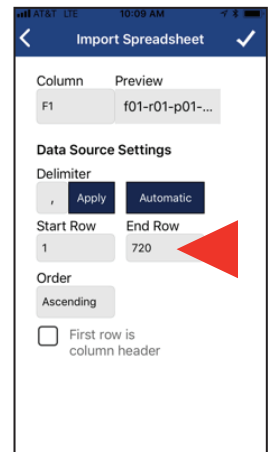 AT&T LTE 10:09 AM
Import Spreadsheet
Column Preview
F1 f01-r01-p01-...
Data Source Settings
Delimiter
, Apply Automatic
Start Row End Row
1 720
Order
Ascending
First row is
column header